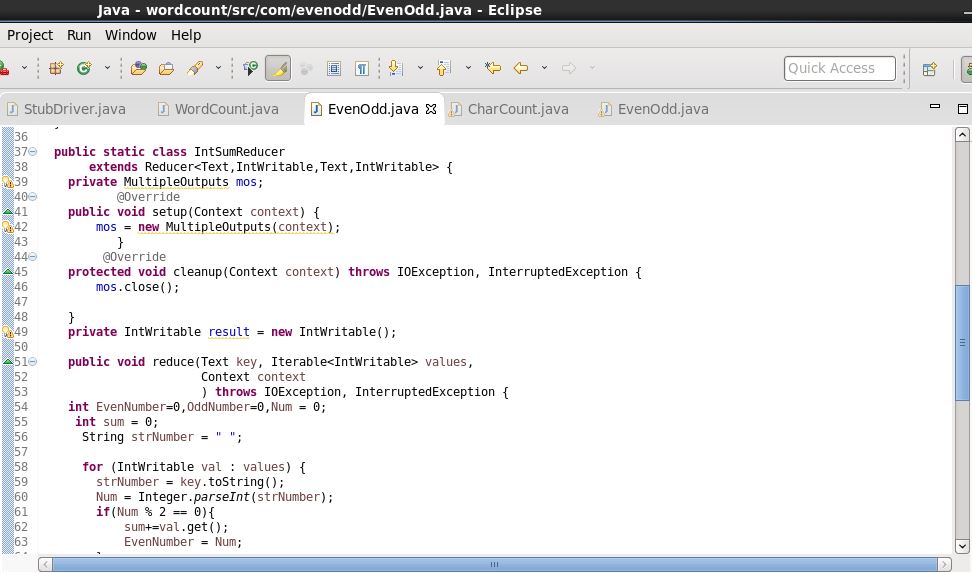 Java - wordcount/src/com/evenodd/EvenOdd.java - Eclipse
Project Run Window Help
Quick Access
StubDriver.java WordCount.java EvenOdd.java CharCount.java EvenOdd.java
36
37 public static class IntSumReducer
38 extends Reducer<Text,IntWritable,Text,IntWritable> {
39 private MultipleOutputs mos;
40 @Override
41 public void setup(Context context) {
42 mos = new MultipleOutputs(context);
43 }
44 @Override
45 protected void cleanup(Context context) throws IOException, InterruptedException {
46 mos.close();
47
48 }
49 private IntWritable result = new IntWritable();
50
51 public void reduce(Text key, Iterable<IntWritable> values,
52 Context context
53 ) throws IOException, InterruptedException {
54 int EvenNumber=0,OddNumber=0,Num = 0;
55 int sum = 0;
56 String strNumber = " ";
57
58 for (IntWritable val : values) {
59 strNumber = key.toString();
60 Num = Integer.parseInt(strNumber);
61 if(Num % 2 == 0){
62 sum+=val.get();
63 EvenNumber = Num;